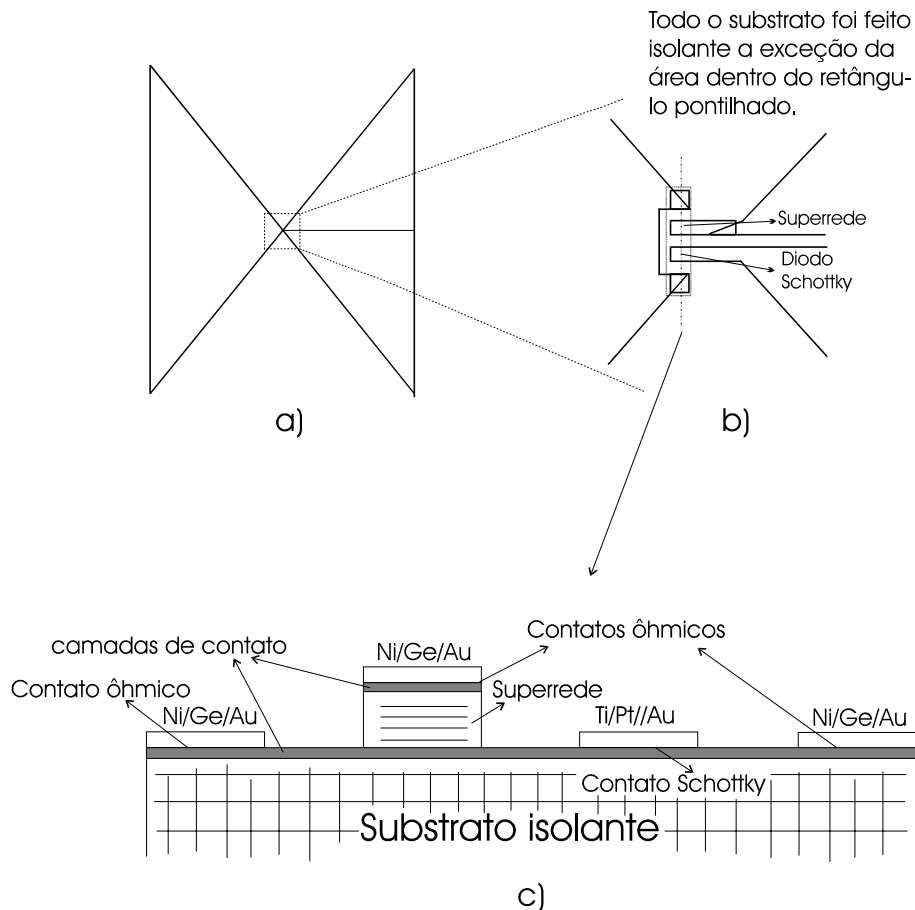 Todo o substrato foi feito
isolante a exceção da
área dentro do retângu-
lo pontilhado.
Superrede
Diodo
Schottky
a)
b)
camadas de contato
Contatos ôhmicos
Ni/Ge/Au
Contato ôhmico
Superrede
Ni/Ge/Au
Ti/Pt//Au
Ni/Ge/Au
Contato Schottky
Substrato isolante
c)